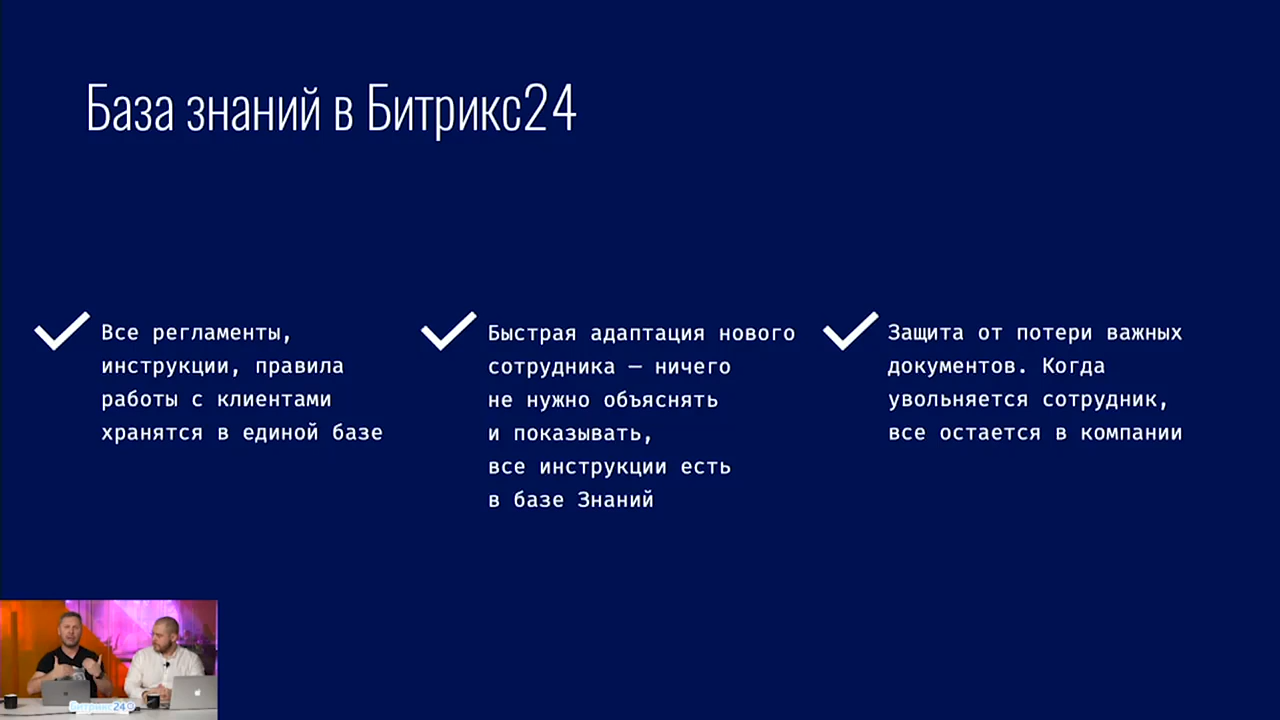 База знаний в Битрикс24
Все регламенты,
инструкции, правила
работы с клиентами
хранятся в единой базе
Быстрая адаптация нового
сотрудника — ничего
не нужно объяснять
и показывать,
все инструкции есть
в базе Знаний
Защита от потери важных
документов. Когда
увольняется сотрудник,
все остается в компании
Битрикс24